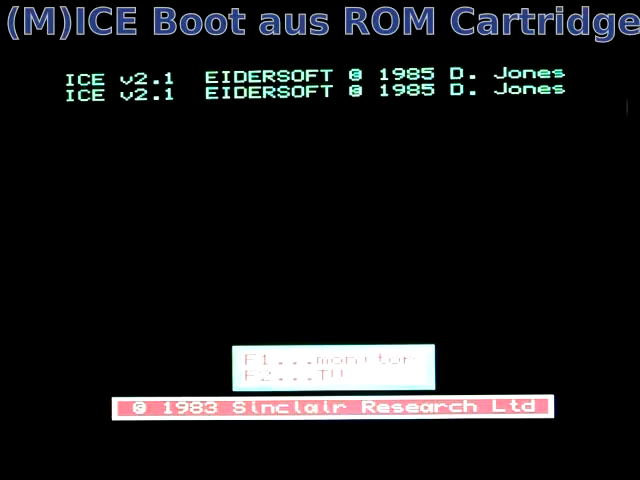 (M)ICE Boot aus ROM Cartridge
ICE v2.1 EIDERSOFT © 1985 D. Jones
ICE v2.1 EIDERSOFT © 1985 D. Jones
F1...monitor
F2...TV
© 1983 Sinclair Research Ltd